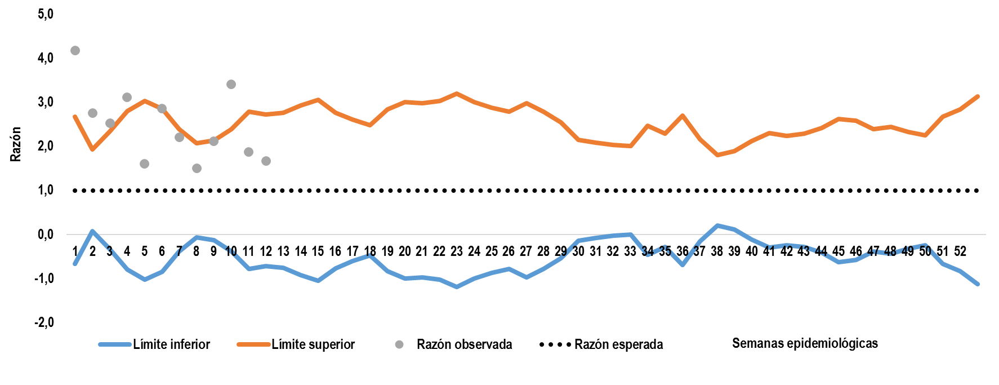 5,0
4,0
3,0
2,0
1,0
0,0
-1,0
-2,0
Razón
1 2 3 4 5 6 7 8 9 10 11 12 13 14 15 16 17 18 19 20 21 22 23 24 25 26 27 28 29 30 31 32 33 34 35 36 37 38 39 40 41 42 43 44 45 46 47 48 49 50 51 52
Límite inferior Límite superior Razón observada Razón esperada Semanas epidemiológicas